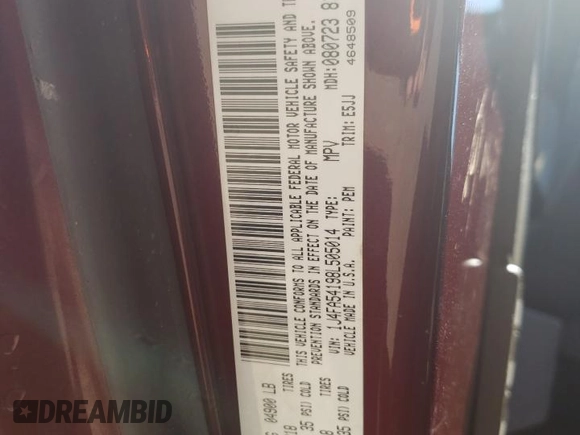 04900 LB
TIRES
35 PSI) COLD
TIRES
35 PSI) COLD
THIS VEHICLE CONFORMS TO ALL APPLICABLE FEDERAL MOTOR VEHICLE SAFETY AND
PREVENTION STANDARDS IN EFFECT ON THE DATE OF MANUFACTURE SHOWN ABOVE.
VIN: 1J4FA54198L505014 TYPE: MPV MDH:080723 8
VEHICLE MADE IN U.S.A. PAINT: PEM TRIM: E5JJ 4648509
DREAMBID